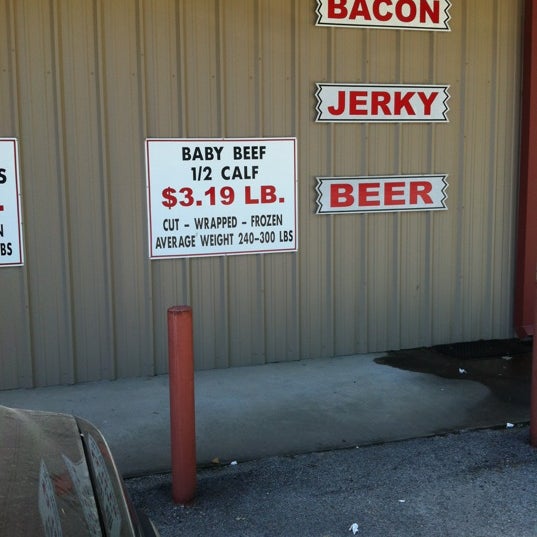 BACON
JERKY
BEER
BABY BEEF
1/2 CALF
$3.19 LB.
CUT – WRAPPED – FROZEN
AVERAGE WEIGHT 240–300 LBS